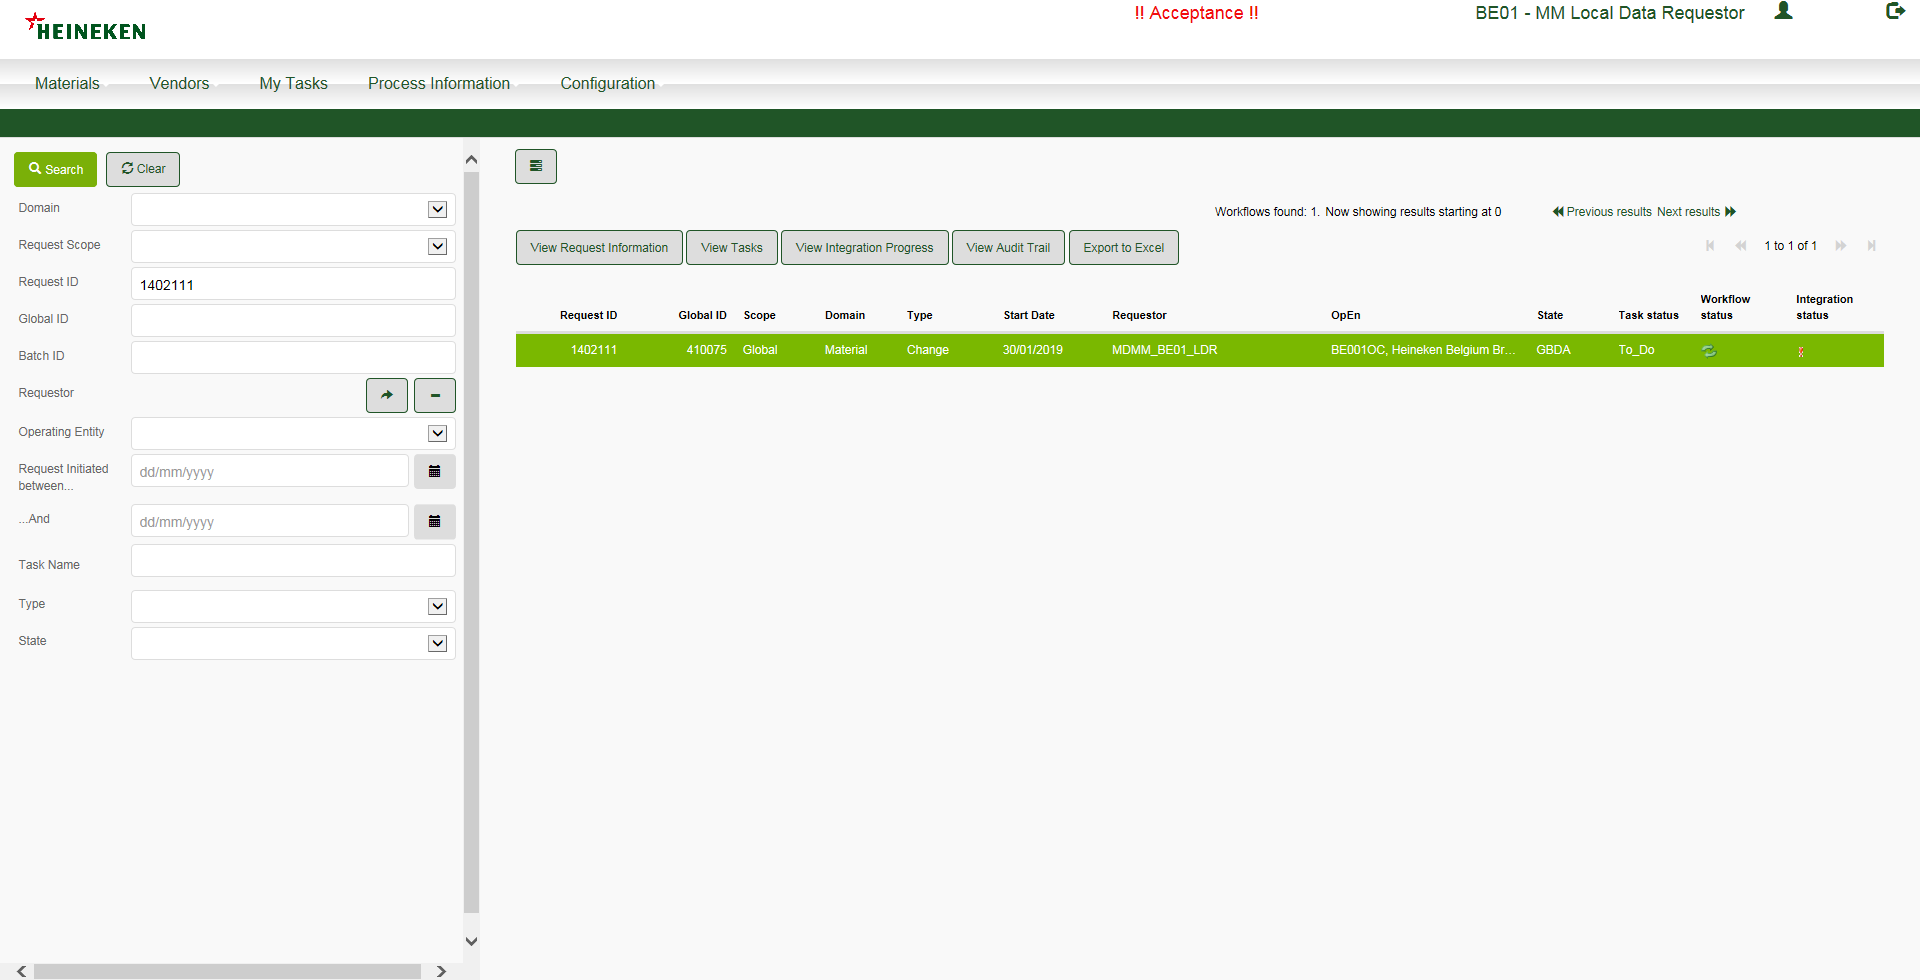 HEINEKEN
!! Acceptance !!
BE01 - MM Local Data Requestor
Materials
Vendors
My Tasks
Process Information
Configuration
Search
Clear
Domain
Request Scope
Request ID
1402111
Global ID
Batch ID
Requestor
Operating Entity
Request Initiated
between...
dd/mm/yyyy
...And
dd/mm/yyyy
Task Name
Type
State
Workflows found: 1. Now showing results starting at 0
Previous results Next results
View Request Information
View Tasks
View Integration Progress
View Audit Trail
Export to Excel
1 to 1 of 1
Request ID Global ID Scope Domain Type Start Date Requestor OpEn State Task status Workflow status Integration status
1402111 410075 Global Material Change 30/01/2019 MDMM_BE01_LDR BE001OC, Heineken Belgium Br... GBDA To_Do